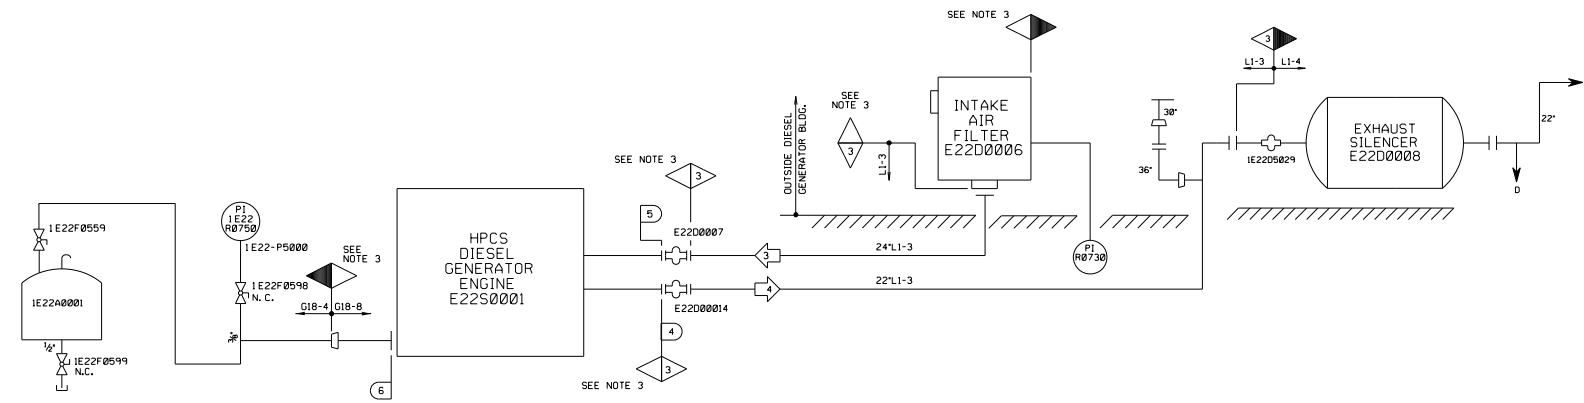 SEE NOTE 3
3
L1-3 L1-4
SEE
NOTE 3
3
L1-3
OUTSIDE DIESEL
GENERATOR BLDG.
INTAKE
AIR
FILTER
E22D0006
30"
36"
1E22D5029
EXHAUST
SILENCER
E22D0008
22"
D
SEE NOTE 3
3
5
E22D0007
3
24"L1-3
PI
R0730
22"L1-3
4
E22D00014
4
3
SEE NOTE 3
HPCS
DIESEL
GENERATOR
ENGINE
E22S0001
PI
1E22
R0750
1E22-P5000
1E22F0559
1E22F0598
N.C.
SEE
NOTE 3
G18-4 G18-8
3/8"
6
1E22A0001
1/2"
1E22F0599
N.C.